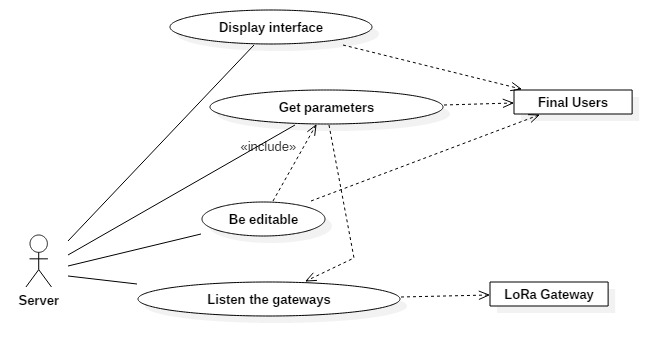 Display interface
Final Users
Get parameters
«include»
Be editable
Server
Listen the gateways
LoRa Gateway